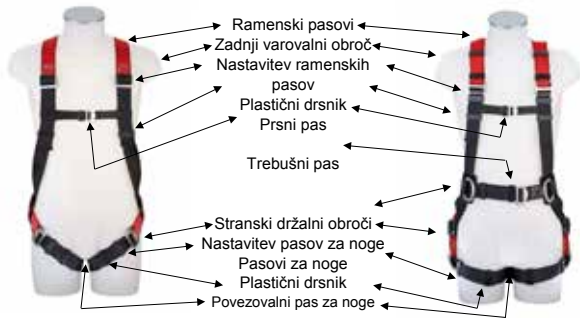 Ramenski pasovi
Zadnji varovalni obroč
Nastavitev ramenskih
pasov
Plastični drsnik
Prsni pas
Trebušni pas
Stranski držalni obroči
Nastavitev pasov za noge
Pasovi za noge
Plastični drsnik
Povezovalni pas za noge